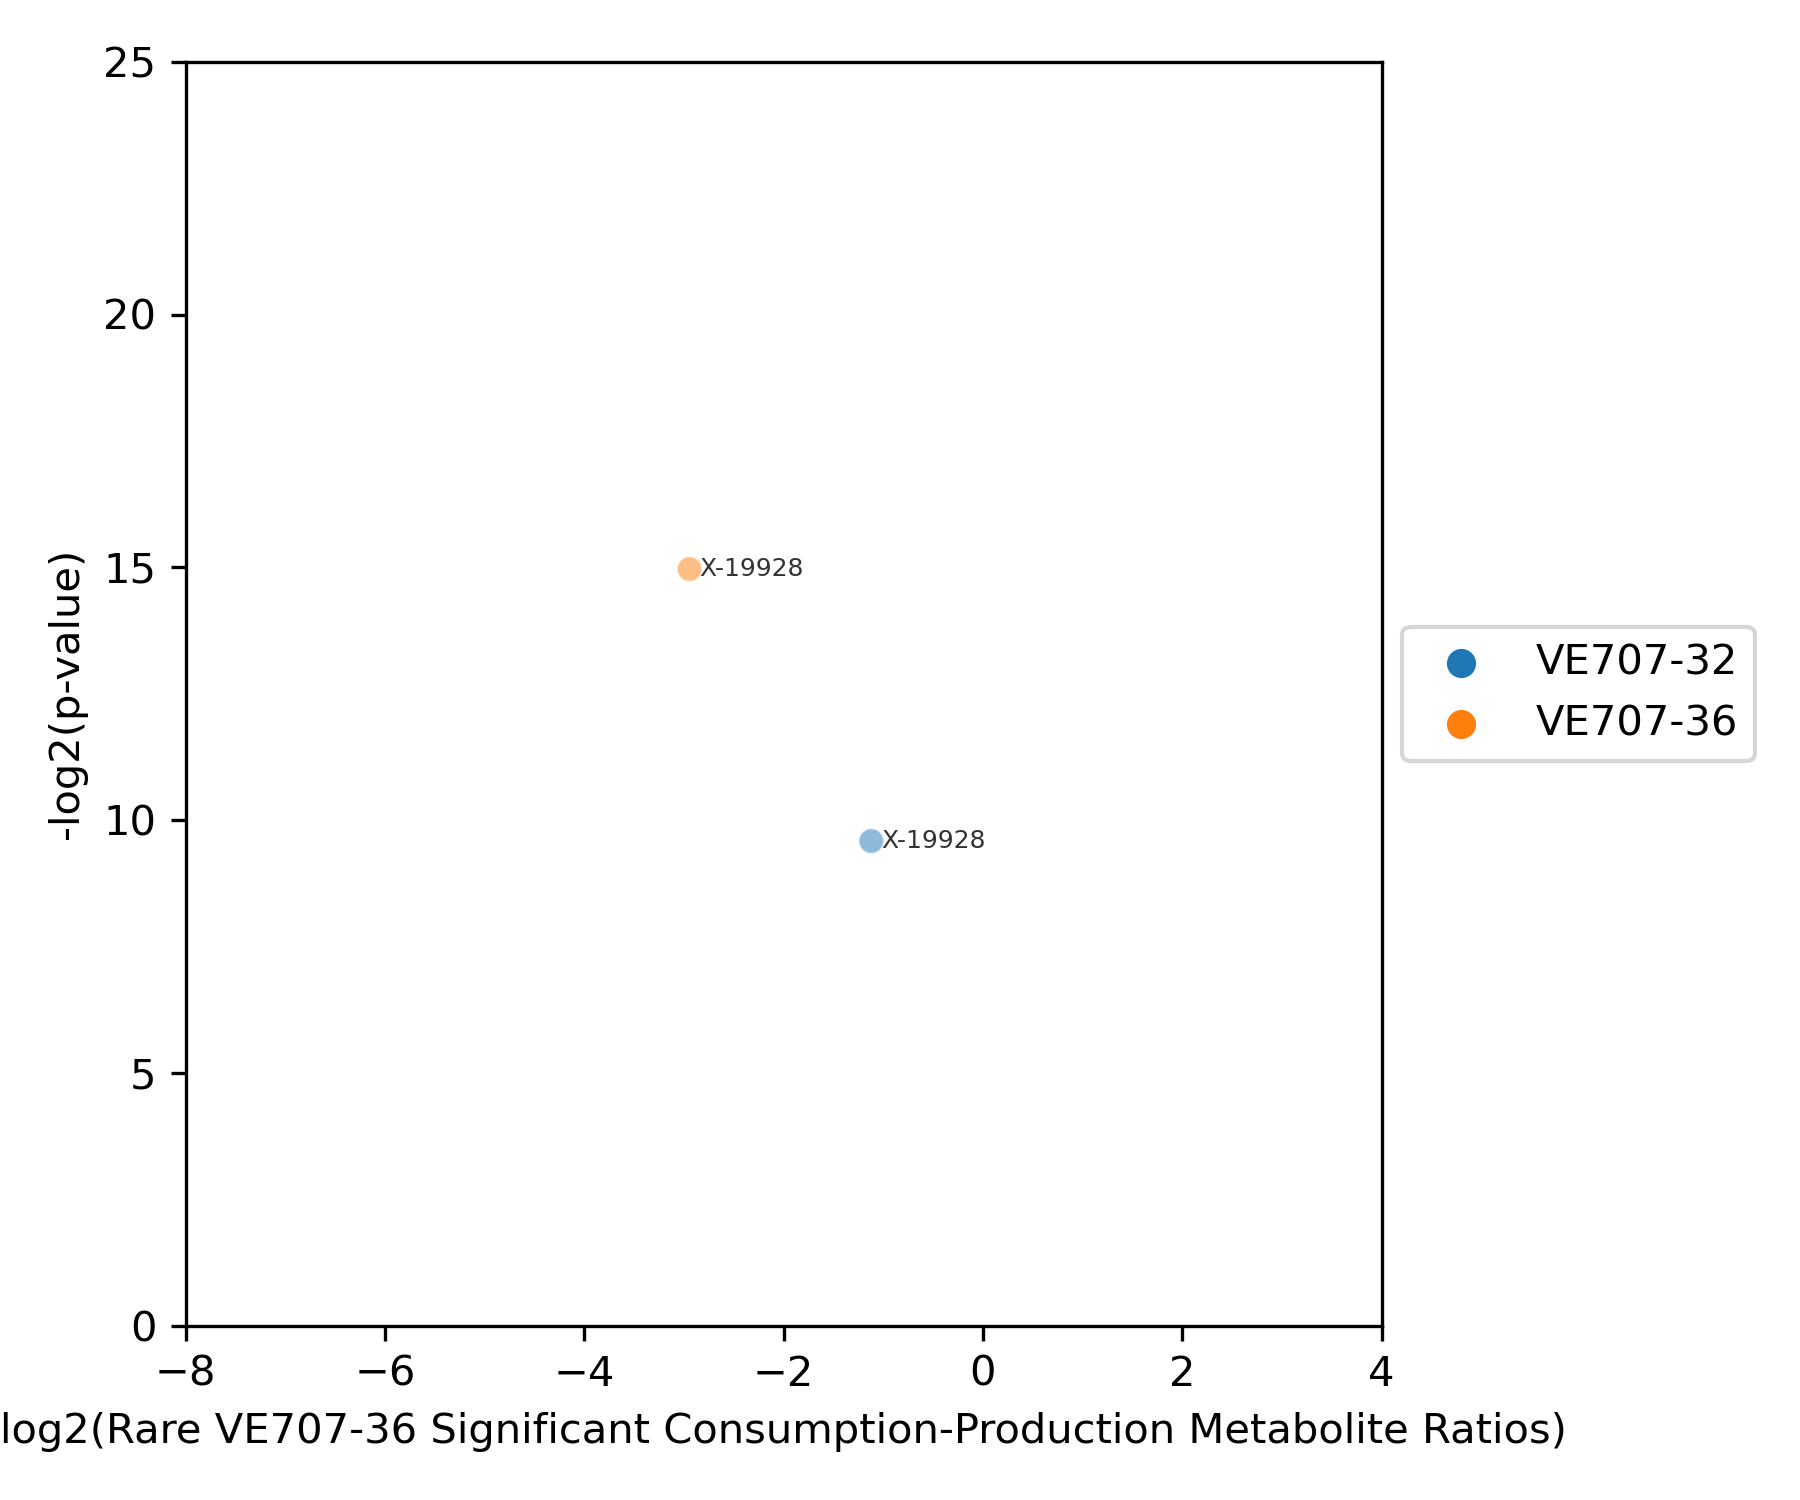 25
20
15
10
5
0
-log2(p-value)
X-19928
X-19928
VE707-32
VE707-36
−8
−6
−4
−2
0
2
4
log2(Rare VE707-36 Significant Consumption-Production Metabolite Ratios)